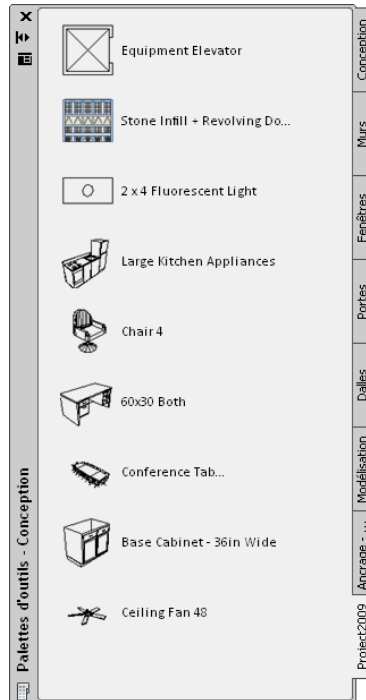 Equipment Elevator
Stone Infill + Revolving Do...
2 x 4 Fluorescent Light
Large Kitchen Appliances
Chair 4
60x30 Both
Conference Tab...
Base Cabinet - 36in Wide
Ceiling Fan 48
Palettes d'outils - Conception
Conception
Murs
Fenêtres
Portes
Dalles
Modélisation
Ancrage - ...
Project2009